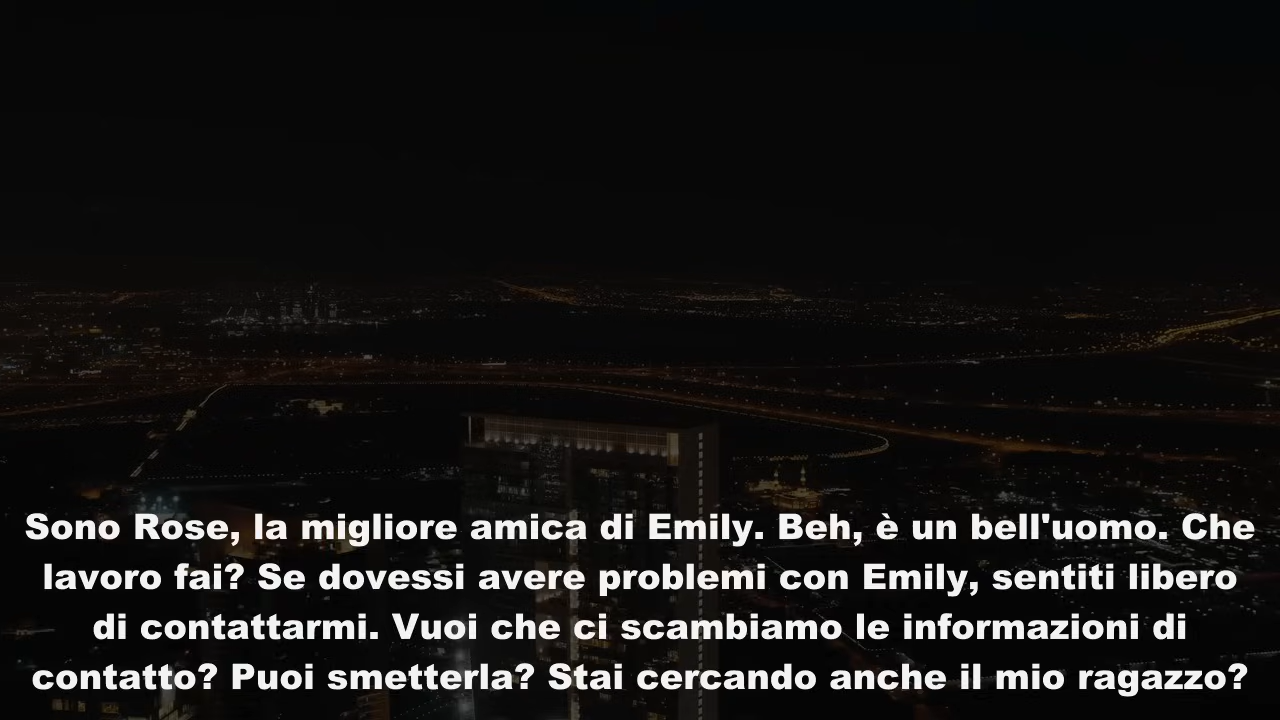 Sono Rose, la migliore amica di Emily. Beh, è un bell'uomo. Che
lavoro fai? Se dovessi avere problemi con Emily, sentiti libero
di contattarmi. Vuoi che ci scambiamo le informazioni di
contatto? Puoi smetterla? Stai cercando anche il mio ragazzo?